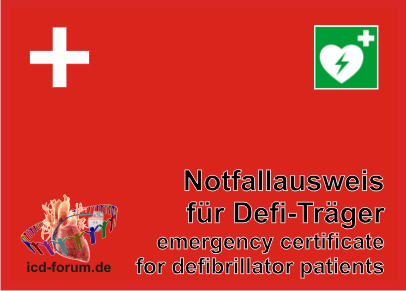 Notfallausweis
für Defi-Träger
emergency certificate
for defibrillator patients
icd-forum.de